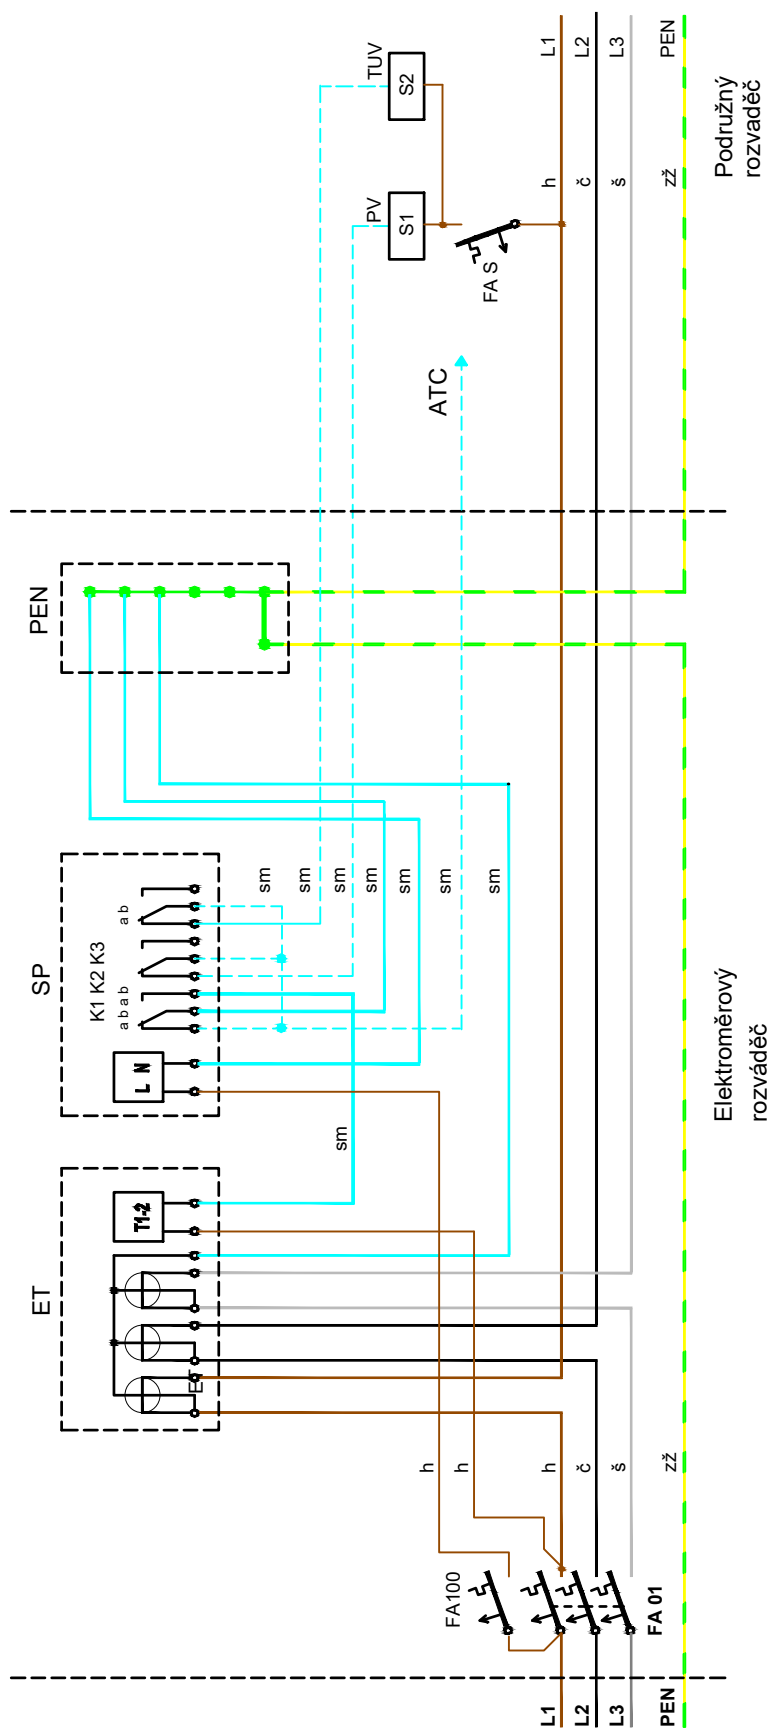 ET
SP
PEN
K1 K2 K3
a b a b
a b
T1-2
L N
ET
sm
sm
sm
sm
sm
sm
sm
sm
TUV
S2
PV
S1
ATC
FA S
h
h
FA100
L1
h
h
L1
L2
č
č
L2
L3
š
š
L3
FA 01
PEN
zž
zž
PEN
Elektroměrový
rozváděč
Podružný
rozvaděč